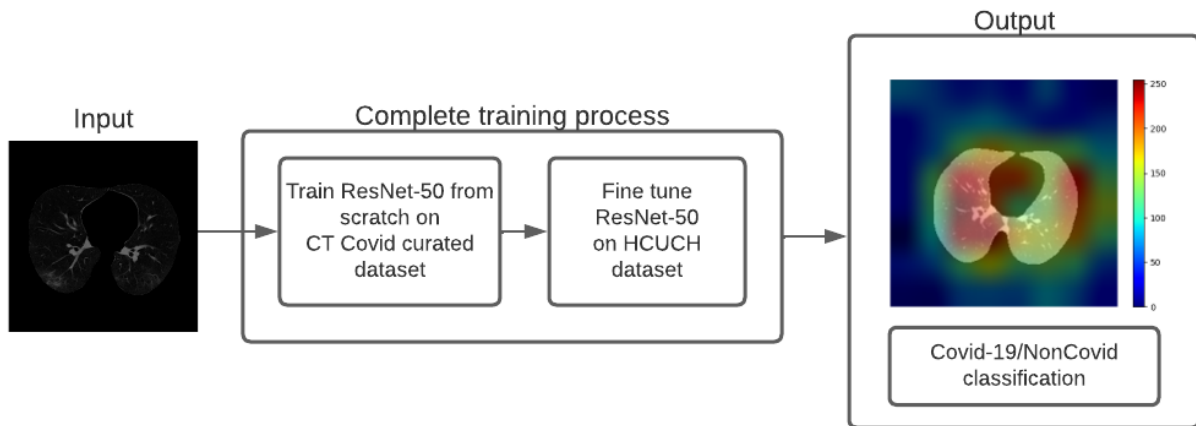 Input
Complete training process
Train ResNet-50 from
scratch on
CT Covid curated
dataset
Fine tune
ResNet-50
on HCUCH
dataset
Output
250
200
150
100
50
0
Covid-19/NonCovid
classification